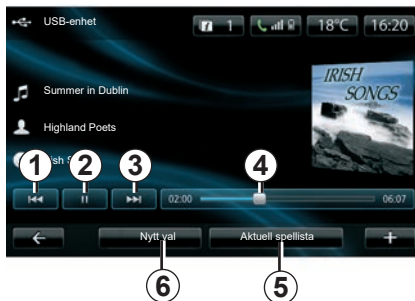 USB-enhet 1 18°C 16:20
IRISH
SONGS
Summer in Dublin
Highland Poets
1 2 3 4
02:00 06:07
Nytt val Aktuell spellista +
6 5